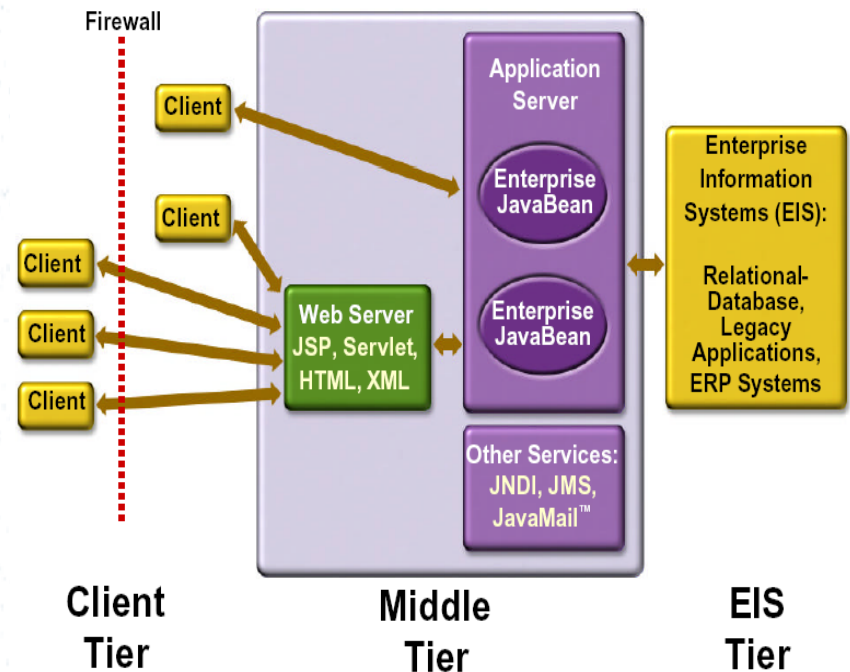 Firewall
Client
Client
Client
Client
Client
Web Server
JSP, Servlet,
HTML, XML
Application
Server
Enterprise
JavaBean
Enterprise
JavaBean
Other Services:
JNDI, JMS,
JavaMail™
Enterprise
Information
Systems (EIS):
Relational-
Database,
Legacy
Applications,
ERP Systems
Client
Tier
Middle
Tier
EIS
Tier